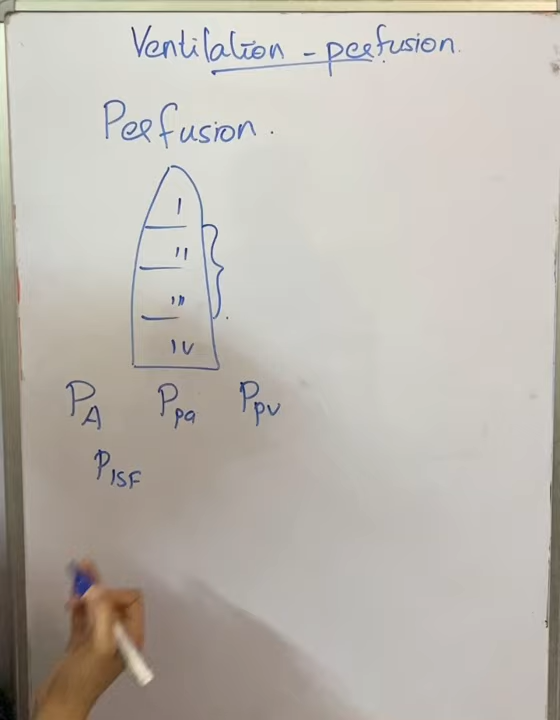 Ventilation - perfusion.
Perfusion.
I
II
III
IV
PA Ppa Ppv
PISF